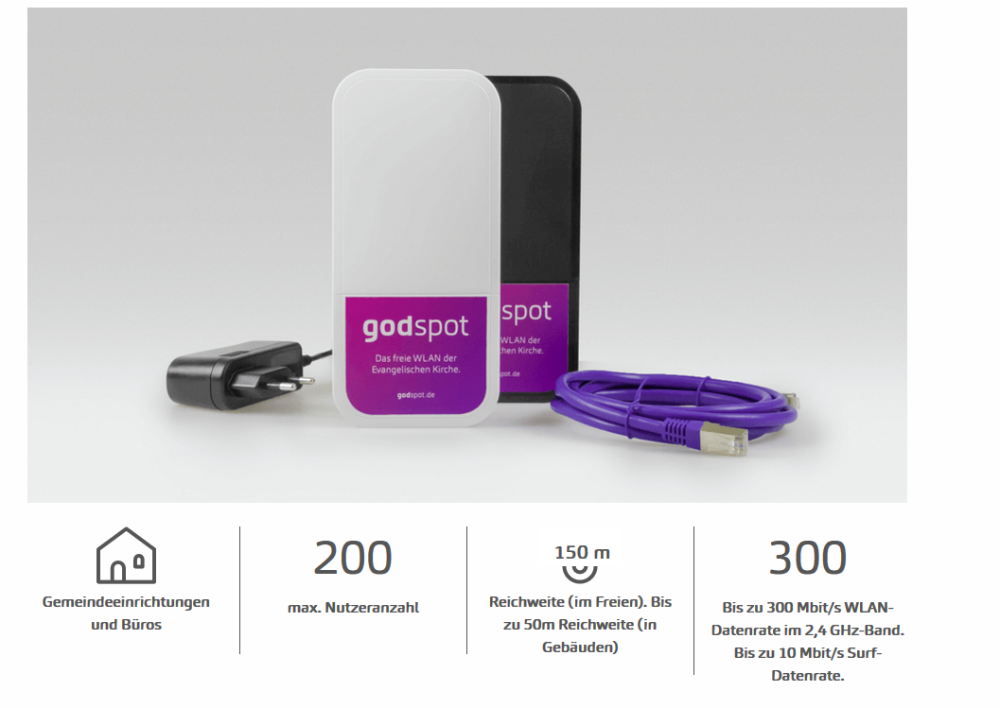 godspot
Das freie WLAN der
Evangelischen Kirche.
godspot.de
spot
WLAN der
chen Kirche.
pot.de
200
150 m
300
Gemeindeeinrichtungen
und Büros
max. Nutzeranzahl
Reichweite (im Freien). Bis
zu 50m Reichweite (in
Gebäuden)
Bis zu 300 Mbit/s WLAN-
Datenrate im 2,4 GHz-Band.
Bis zu 10 Mbit/s Surf-
Datenrate.